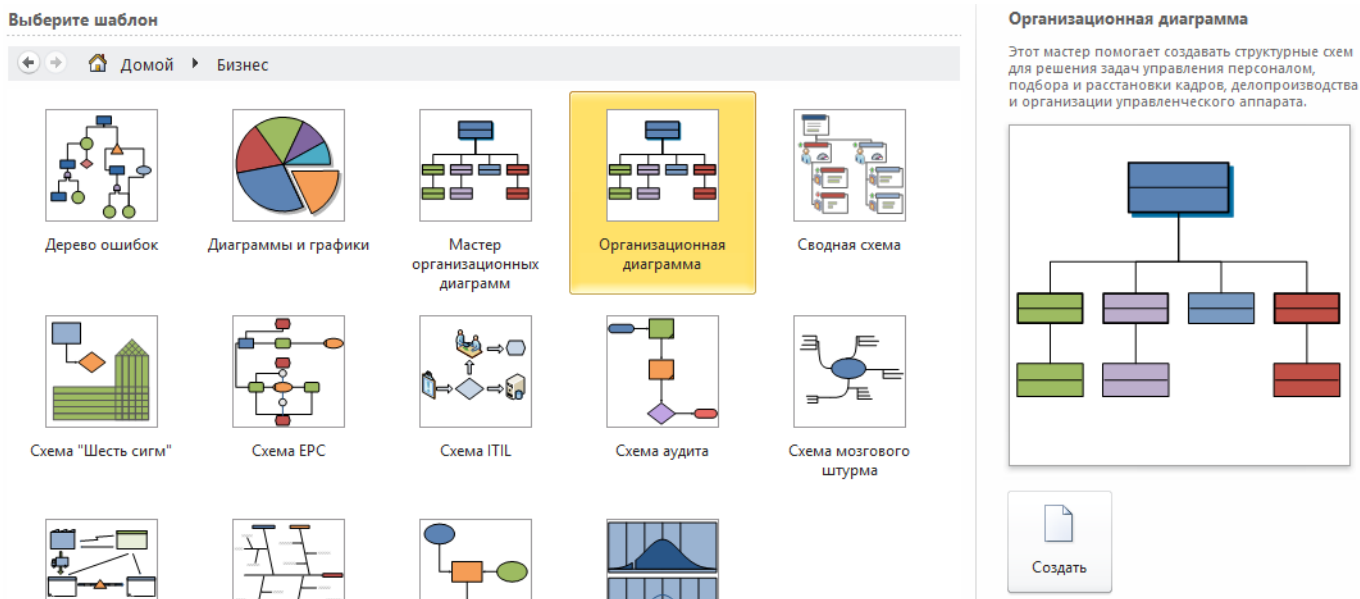 Выберите шаблон
Домой
Бизнес
Дерево ошибок
Диаграммы и графики
Мастер
организационных
диаграмм
Организационная
диаграмма
Сводная схема
Схема "Шесть сигм"
Схема EPC
Схема ITIL
Схема аудита
Схема мозгового
штурма
Организационная диаграмма
Этот мастер помогает создавать структурные схем
для решения задач управления персоналом,
подбора и расстановки кадров, делопроизводства
и организации управленческого аппарата.
Создать